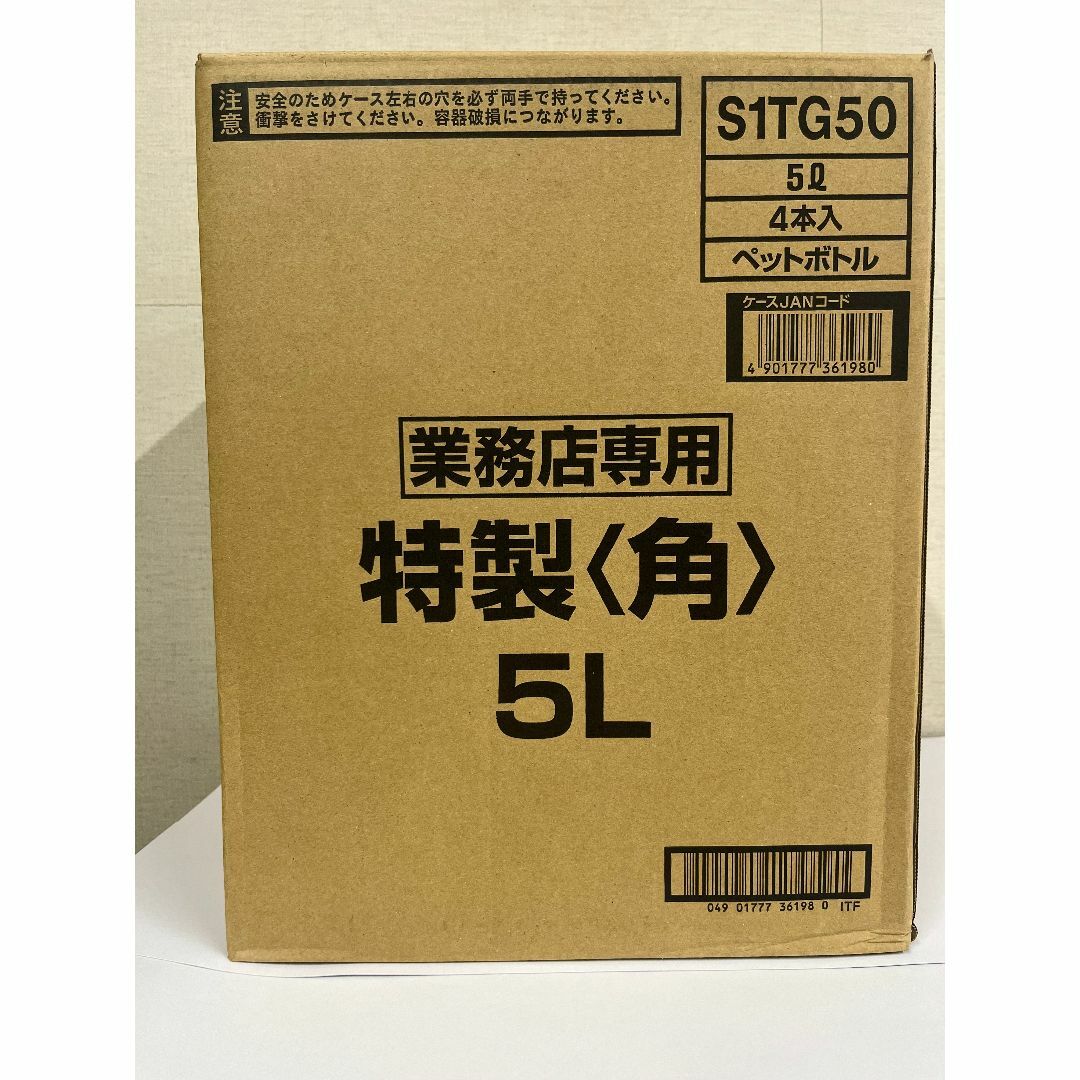 注意
安全のためケース左右の穴を必ず両手で持ってください。
衝撃をさけてください。容器破損につながります。
S1TG50
5ℓ
4本入
ペットボトル
ケースJANコード
4 901777 361980
業務店専用
特製〈角〉
5L
049 01777 36198 0 ITF